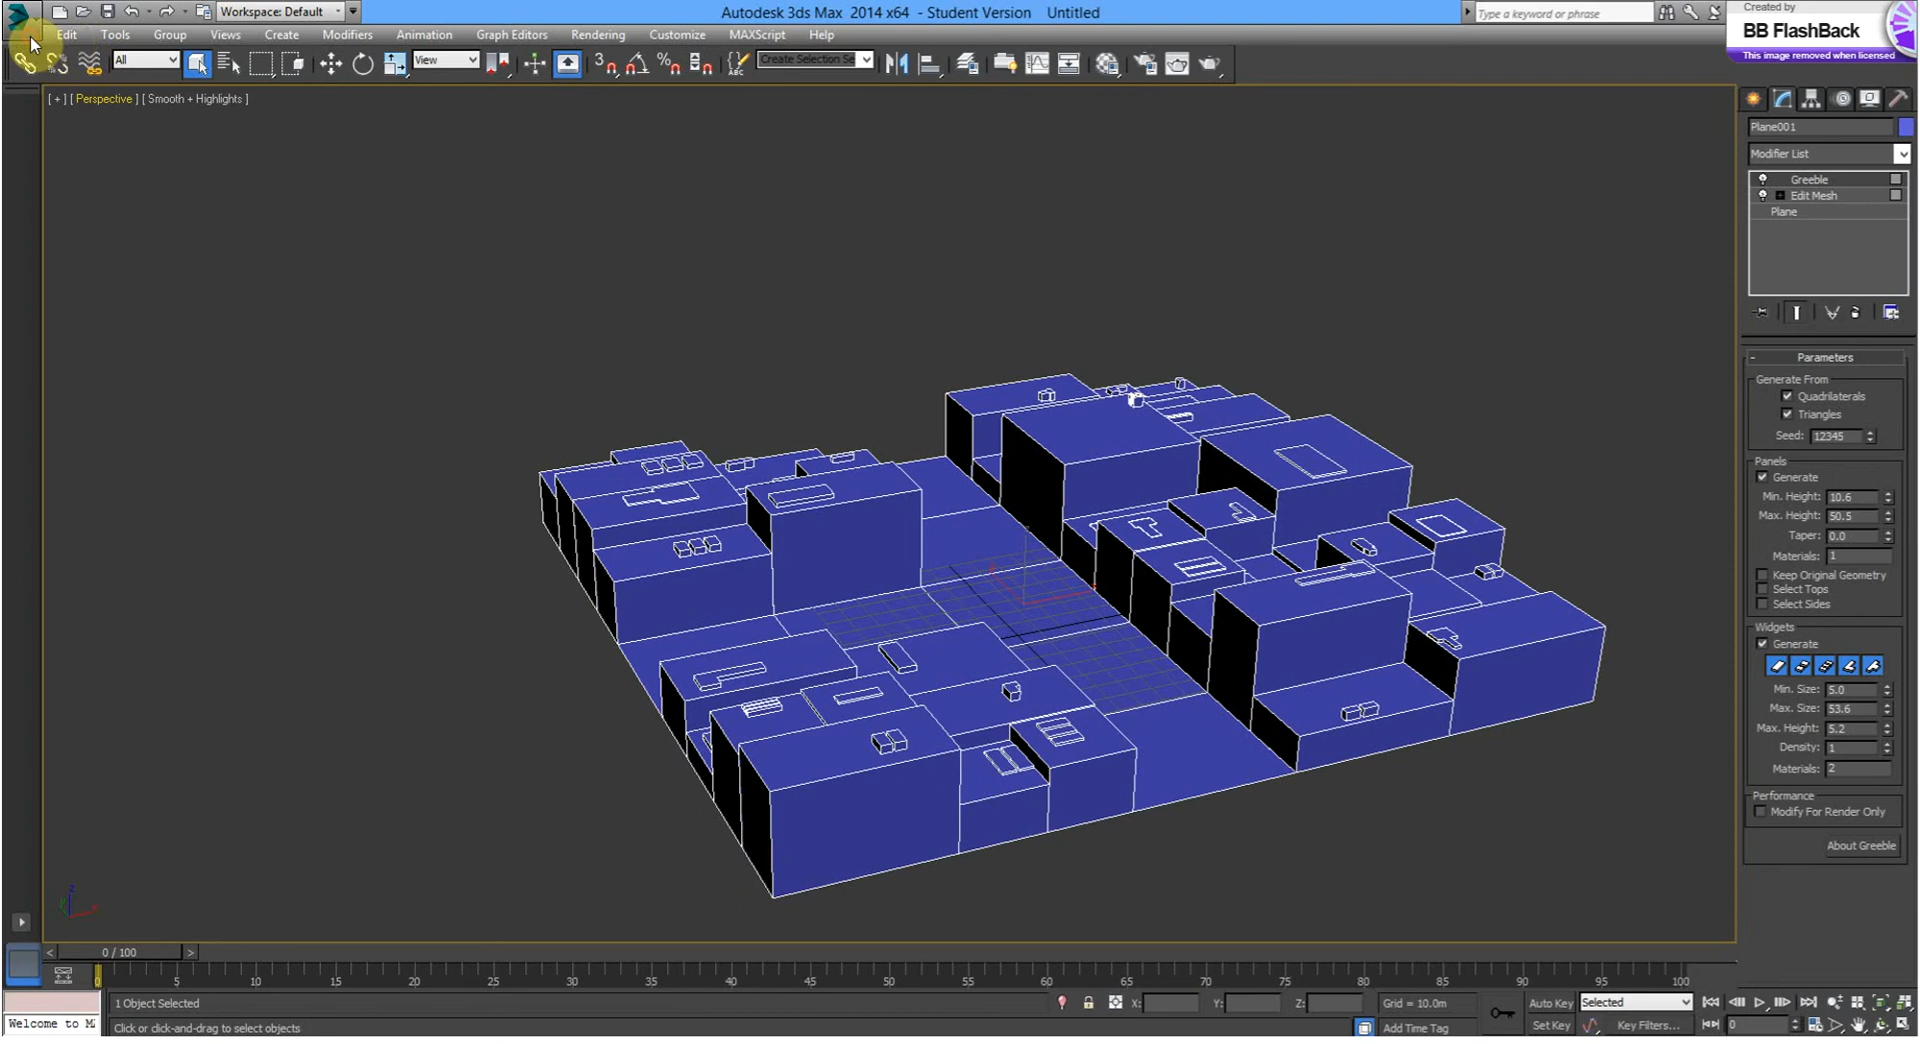 Workspace: Default
Autodesk 3ds Max 2014 x64 - Student Version Untitled
Type a keyword or phrase
Created by
BB FlashBack
This image removed when licensed
Edit Tools Group Views Create Modifiers Animation Graph Editors Rendering Customize MAXScript Help
All
View
3
ABC
Create Selection Se
[ + ] [ Perspective ] [ Smooth + Highlights ]
Plane001
Modifier List
Greeble
Edit Mesh
Plane
- Parameters
Generate From
Quadrilaterals
Triangles
Seed: 12345
Panels
Generate
Min. Height: 10.6
Max. Height: 50.5
Taper: 0.0
Materials: 1
Keep Original Geometry
Select Tops
Select Sides
Widgets
Generate
Min. Size: 5.0
Max. Size: 53.6
Max. Height: 5.2
Density: 1
Materials: 2
Performance
Modify For Render Only
About Greeble
z
< 0 / 100 >
0 5 10 15 20 25 30 35 40 45 50 55 60 65 70 75 80 85 90 95 100
1 Object Selected
X: Y: Z: Grid = 10.0m
Auto Key Selected
Welcome to M
Click or click-and-drag to select objects
Add Time Tag
Set Key Key Filters... 0